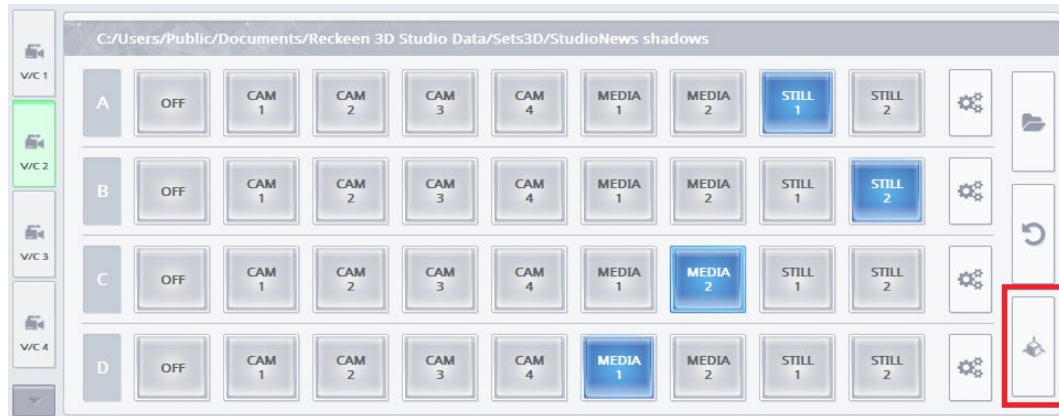 C:/Users/Public/Documents/Reckeen 3D Studio Data/Sets3D/StudioNews shadows
V/C 1
V/C 2
V/C 3
V/C 4
A OFF CAM 1 CAM 2 CAM 3 CAM 4 MEDIA 1 MEDIA 2 STILL 1 STILL 2
B OFF CAM 1 CAM 2 CAM 3 CAM 4 MEDIA 1 MEDIA 2 STILL 1 STILL 2
C OFF CAM 1 CAM 2 CAM 3 CAM 4 MEDIA 1 MEDIA 2 STILL 1 STILL 2
D OFF CAM 1 CAM 2 CAM 3 CAM 4 MEDIA 1 MEDIA 2 STILL 1 STILL 2